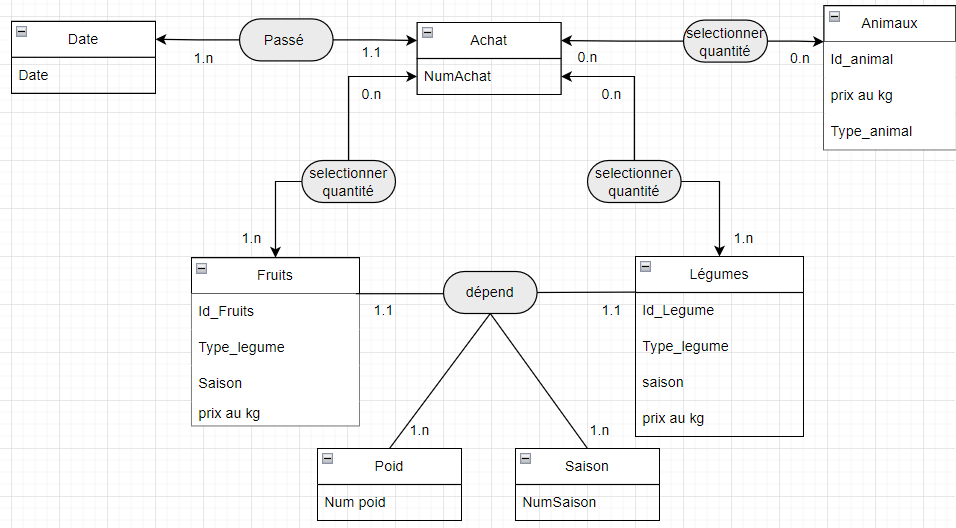 Date
Date
1.n
Passé
1.1
Achat
NumAchat
0.n
selectionner
quantité
0.n
Animaux
Id_animal
prix au kg
Type_animal
0.n
selectionner
quantité
1.n
0.n
selectionner
quantité
1.n
Fruits
Id_Fruits
Type_legume
Saison
prix au kg
1.1
dépend
1.1
Légumes
Id_Legume
Type_legume
saison
prix au kg
1.n
1.n
Poid
Num poid
Saison
NumSaison